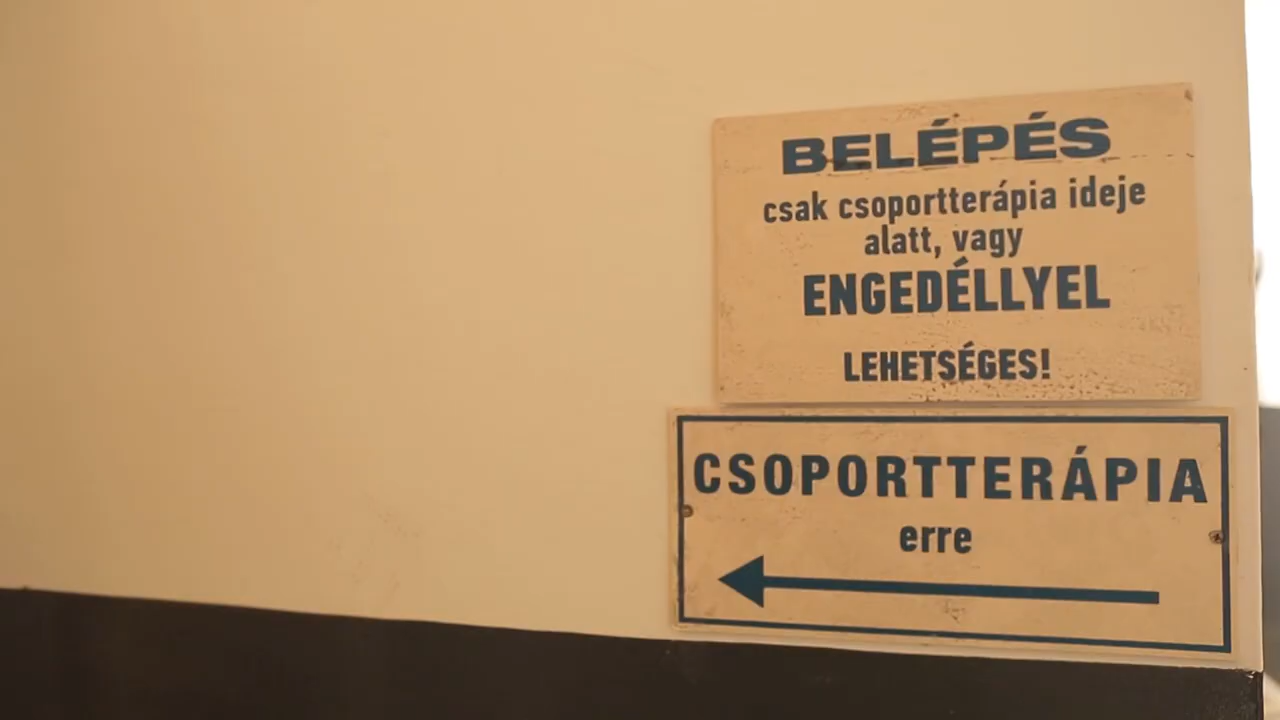 BELÉPÉS
csak csoportterápia ideje
alatt, vagy
ENGEDÉLLYEL
LEHETSÉGES!
CSOPORTTERÁPIA
erre